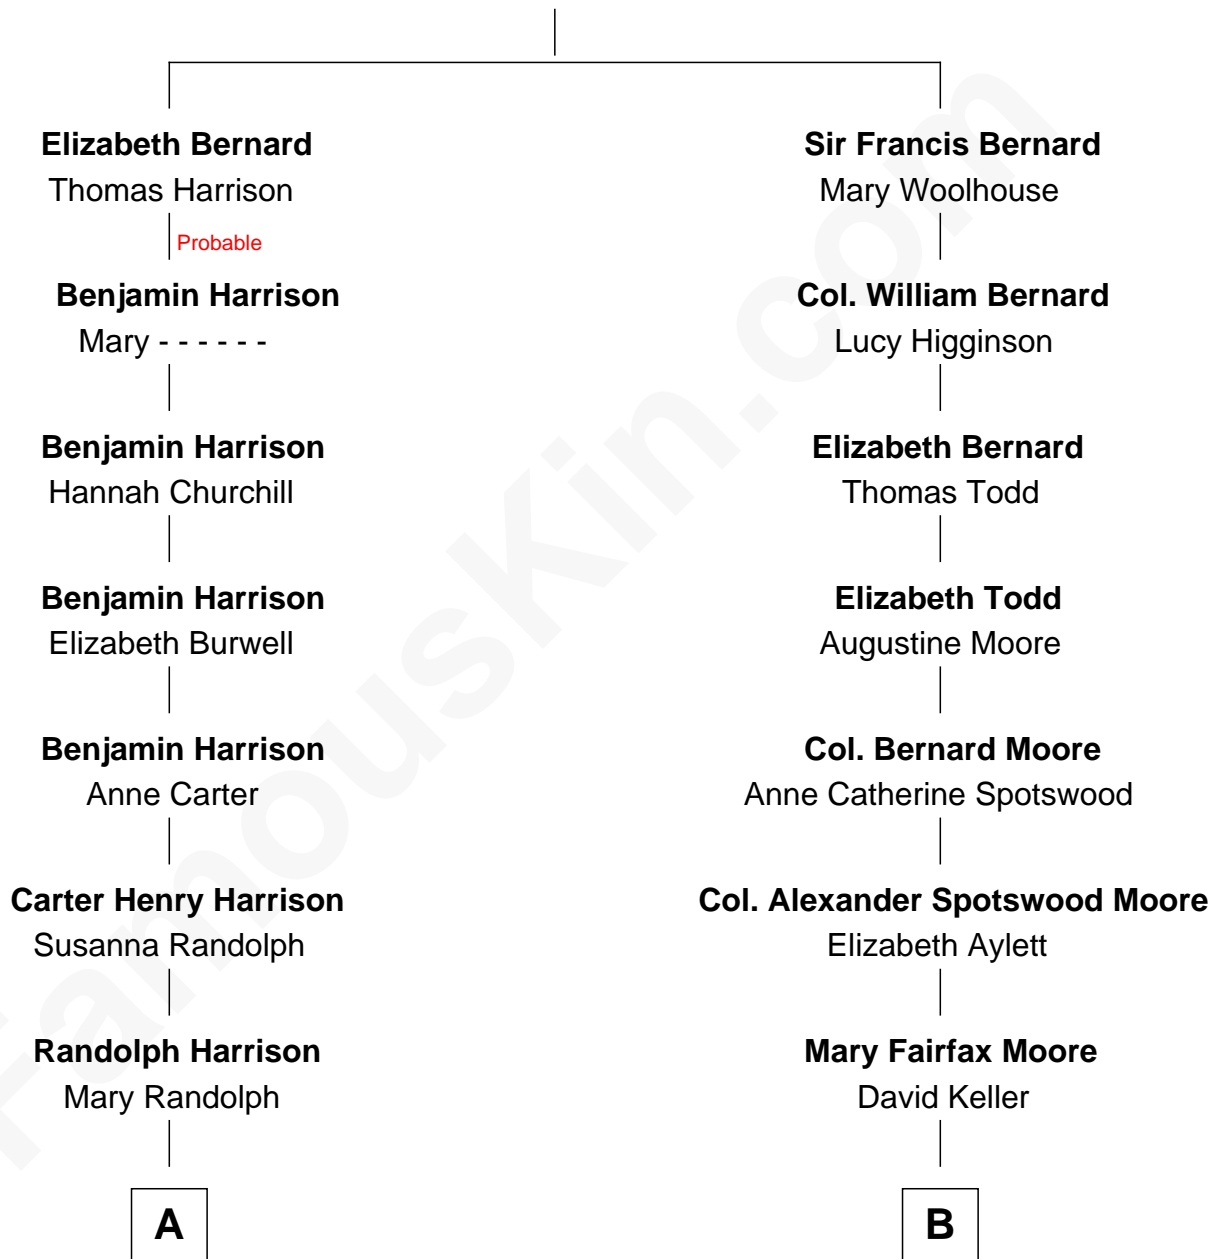 Elizabeth Bernard
Thomas Harrison
Probable
Benjamin Harrison
Mary - - - - - -
Benjamin Harrison
Hannah Churchill
Benjamin Harrison
Elizabeth Burwell
Benjamin Harrison
Anne Carter
Carter Henry Harrison
Susanna Randolph
Randolph Harrison
Mary Randolph
A
Sir Francis Bernard
Mary Woolhouse
Col. William Bernard
Lucy Higginson
Elizabeth Bernard
Thomas Todd
Elizabeth Todd
Augustine Moore
Col. Bernard Moore
Anne Catherine Spotswood
Col. Alexander Spotswood Moore
Elizabeth Aylett
Mary Fairfax Moore
David Keller
B
FamousKin.com